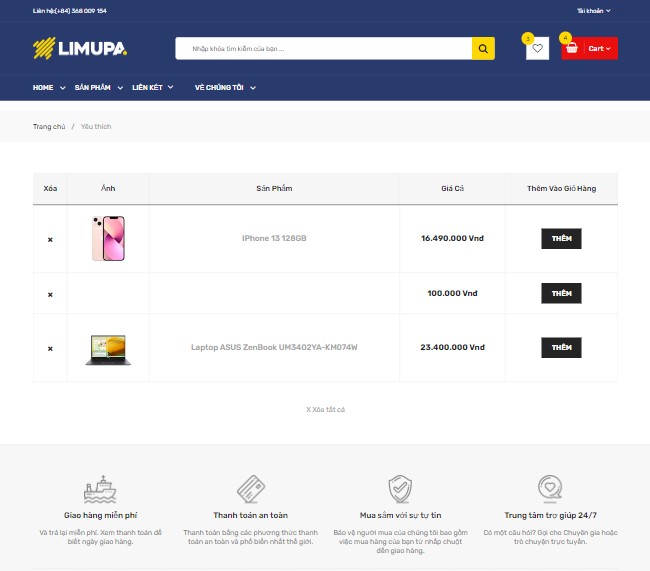 Liên hệ:(+84) 368 009 154
Tài khoản
LIMUPA.
Nhập khóa tìm kiếm của bạn ...
3
4
Cart
HOME
SẢN PHẨM
LIÊN KẾT
VỀ CHÚNG TÔI
Trang chủ / Yêu thích
Xóa
Ảnh
Sản Phẩm
Giá Cả
Thêm Vào Giỏ Hàng
×
IPhone 13 128GB
16.490.000 Vnđ
THÊM
×
100.000 Vnđ
THÊM
×
Laptop ASUS ZenBook UM3402YA-KM074W
23.400.000 Vnđ
THÊM
X Xóa tất cả
Giao hàng miễn phí
Và trả lại miễn phí. Xem thanh toán để
biết ngày giao hàng.
Thanh toán an toàn
Thanh toán bằng các phương thức thanh
toán an toàn và phổ biến nhất thế giới.
Mua sắm với sự tự tin
Bảo vệ người mua của chúng tôi bao gồm
việc mua hàng của bạn từ nhấp chuột
đến giao hàng.
Trung tâm trợ giúp 24/7
Có một câu hỏi? Gọi cho Chuyên gia hoặc
trò chuyện trực tuyến.